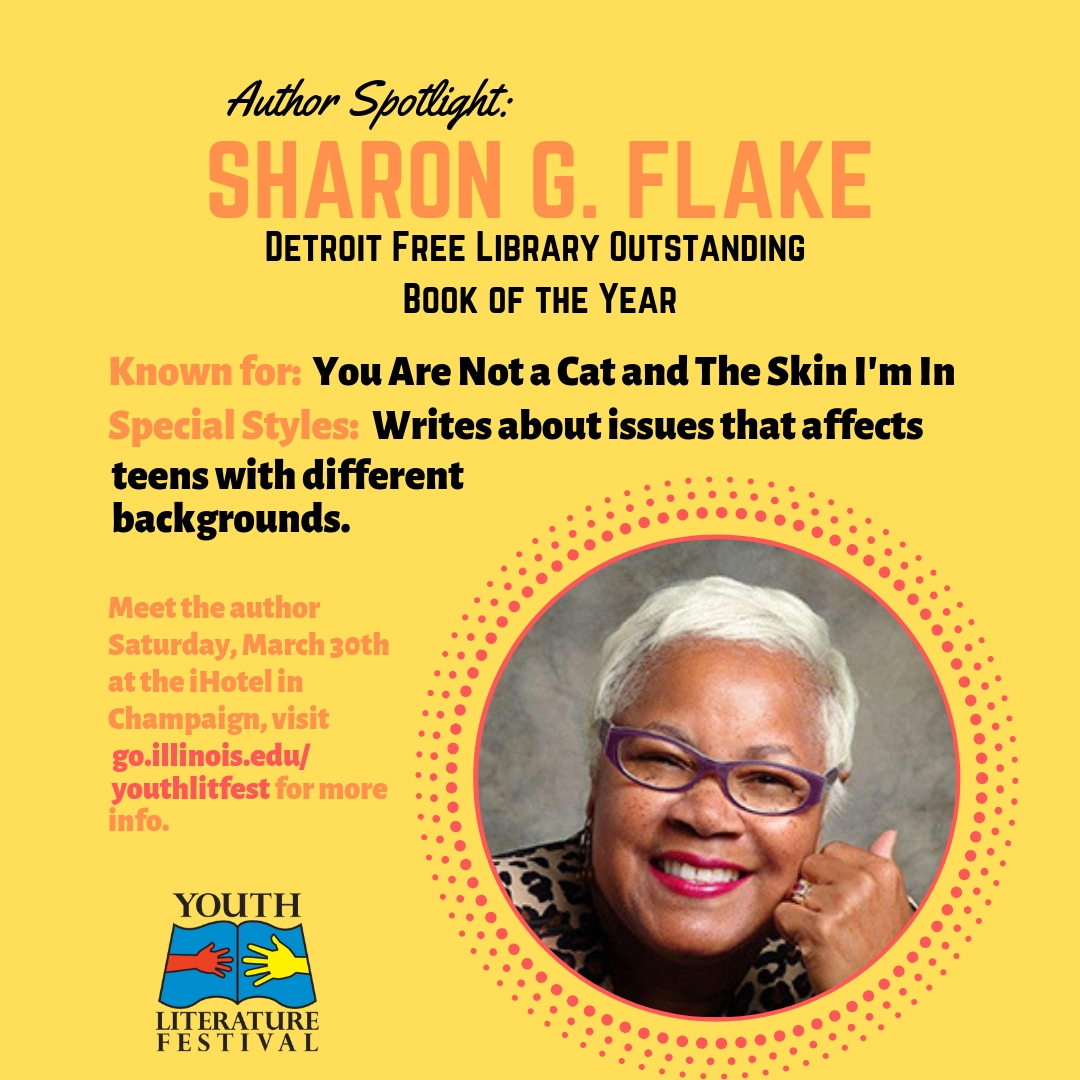 Author Spotlight:
SHARON G. FLAKE
DETROIT FREE LIBRARY OUTSTANDING
BOOK OF THE YEAR
Known for: You Are Not a Cat and The Skin I'm In
Special Styles: Writes about issues that affects
teens with different
backgrounds.
Meet the author
Saturday, March 30th
at the iHotel in
Champaign, visit
go.illinois.edu/
youthlitfest for more
info.
YOUTH
LITERATURE
FESTIVAL